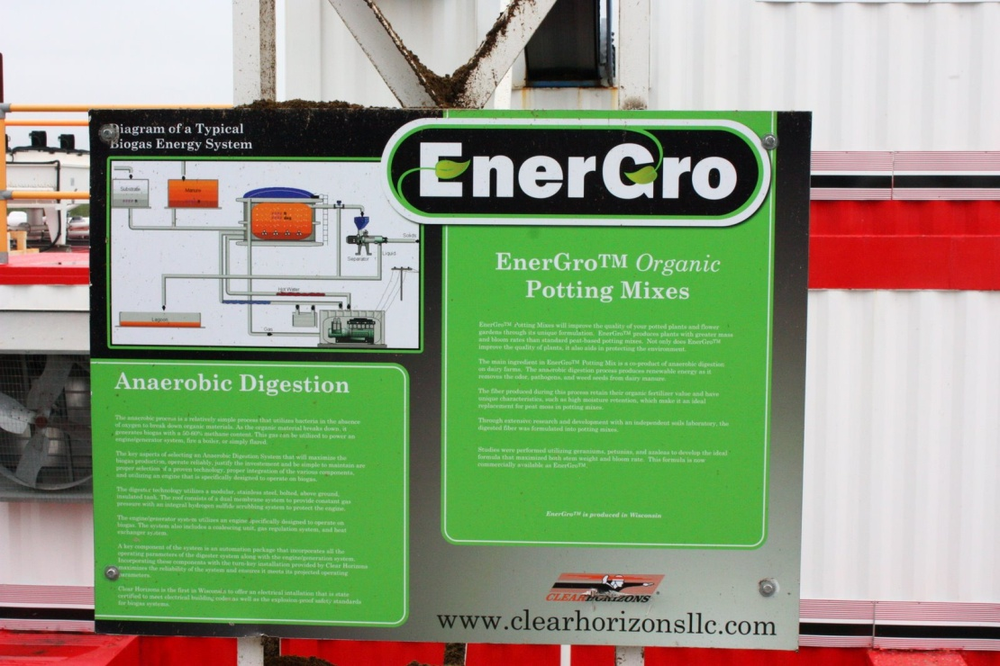 Diagram of a Typical
Biogas Energy System
Substrate
Manure
Solids
Separator
Liquid
Hot Water
Lagoon
Gas
EnerGro
EnerGro™ Organic
Potting Mixes
EnerGro™ Potting Mixes will improve the quality of your potted plants and flower
gardens through its unique formulation. EnerGro™ produces plants with greater mass
and bloom rates than standard peat-based potting mixes. Not only does EnerGro™
improve the quality of plants, it also aids in protecting the environment.
The main ingredient in EnerGro™ Potting Mix is a co-product of anaerobic digestion
on dairy farms. The anaerobic digestion process produces renewable energy as it
removes the odor, pathogens, and weed seeds from dairy manure.
The fiber produced during this process retain their organic fertilizer value and have
unique characteristics, such as high moisture retention, which make it an ideal
replacement for peat moss in potting mixes.
Through extensive research and development with an independent soils laboratory, the
digested fiber was formulated into potting mixes.
Studies were performed utilizing geraniums, petunias, and azaleas to develop the ideal
formula that maximized both stem weight and bloom rate. This formula is now
commercially available as EnerGro™.
EnerGro™ is produced in Wisconsin
Anaerobic Digestion
The anaerobic process is a relatively simple process that utilizes bacteria in the absence
of oxygen to break down organic materials. As the organic material breaks down, it
generates biogas with a 50-60% methane content. This gas can be utilized to power an
engine/generator system, fire a boiler, or simply flared.
The key aspects of selecting an Anaerobic Digestion System that will maximize the
biogas production, operate reliably, justify the investment and be simple to maintain are
proper selection of a proven technology, proper integration of the various components,
and utilizing an engine that is specifically designed to operate on biogas.
The digester technology utilizes a modular, stainless steel, bolted, above ground,
insulated tank. The roof consists of a dual membrane system to provide constant gas
pressure with an integral hydrogen sulfide scrubbing system to protect the engine.
The engine/generator system utilizes an engine specifically designed to operate on
biogas. The system also includes a coalescing unit, gas regulation system, and heat
exchanger system.
A key component of the system is an automation package that incorporates all the
operating parameters of the digester system along with the engine/generation system.
Incorporating these components with the turn-key installation provided by Clear Horizons
maximizes the reliability of the system and ensures it meets its projected operating
parameters.
Clear Horizons is the first in Wisconsin to offer an electrical intallation that is state
certified to meet electrical building codes as well as the explosion-proof safety standards
for biogas systems.
CLEARHORIZONS
www.clearhorizonsllc.com